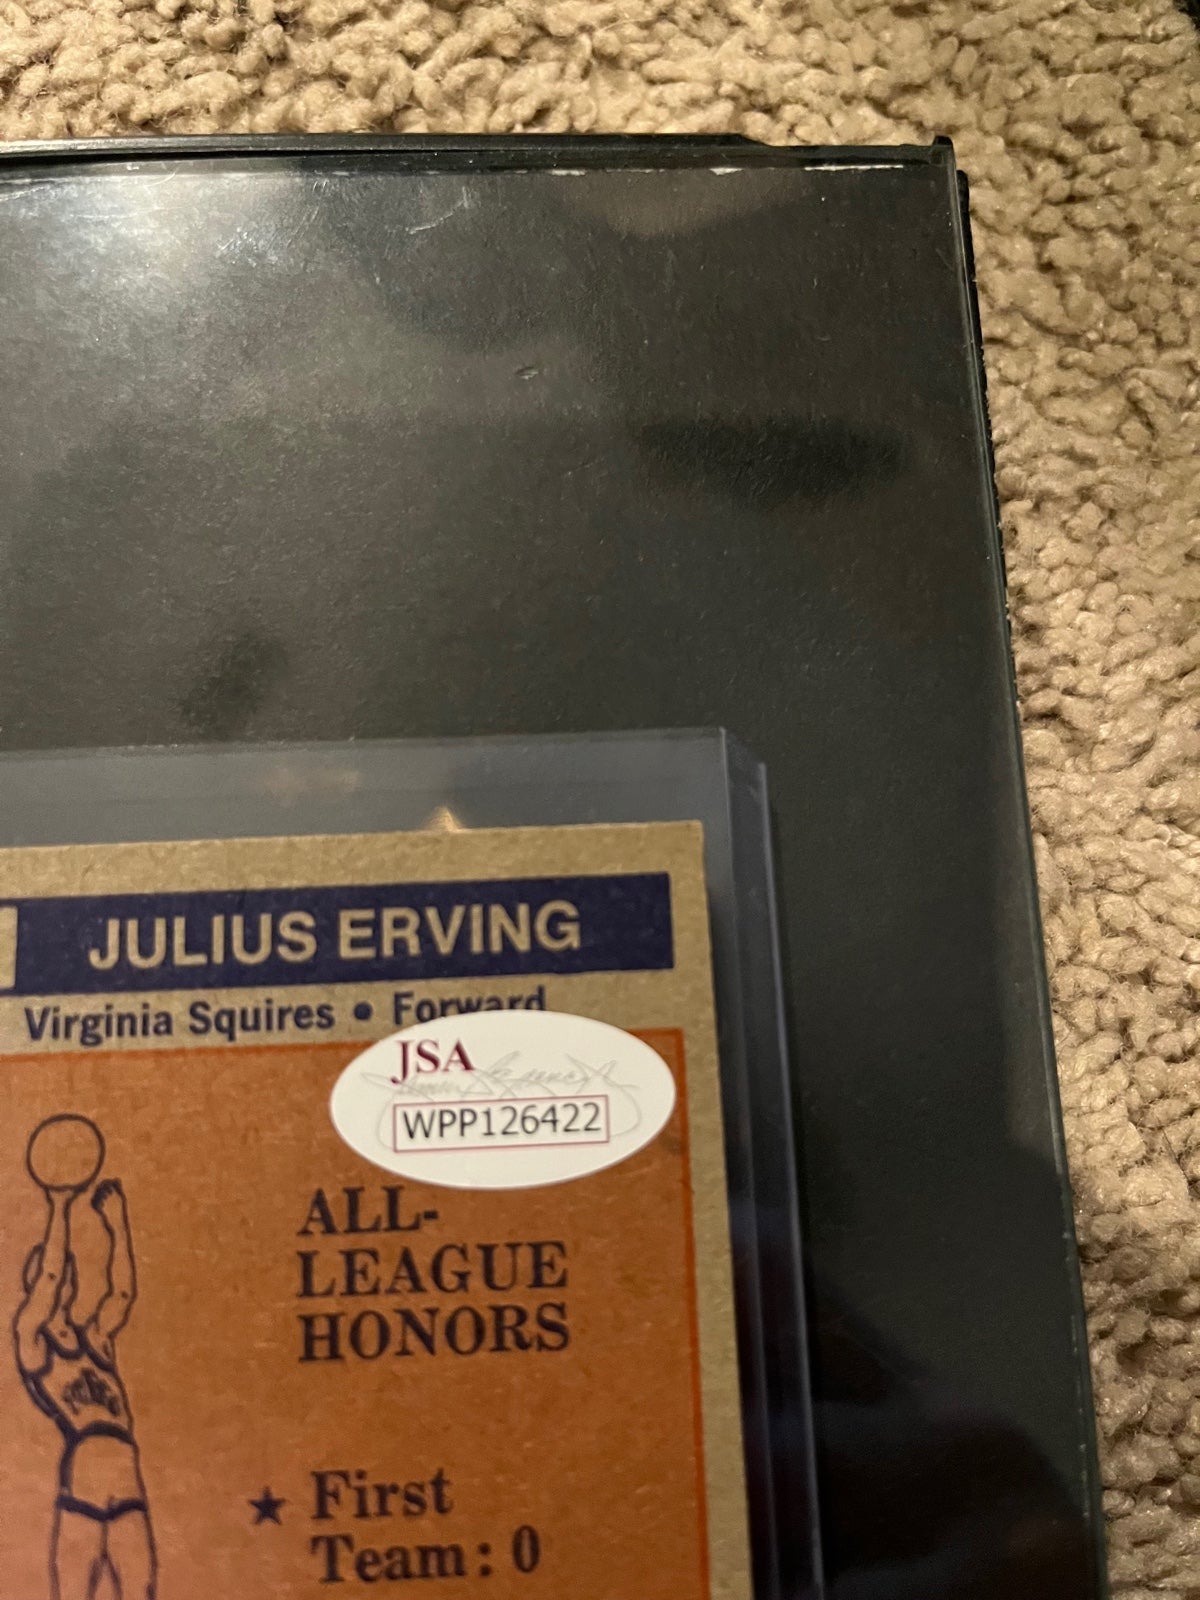 JULIUS ERVING
Virginia Squires • Forward
JSA
WPP126422
ALL-
LEAGUE
HONORS
★ First
Team: 0